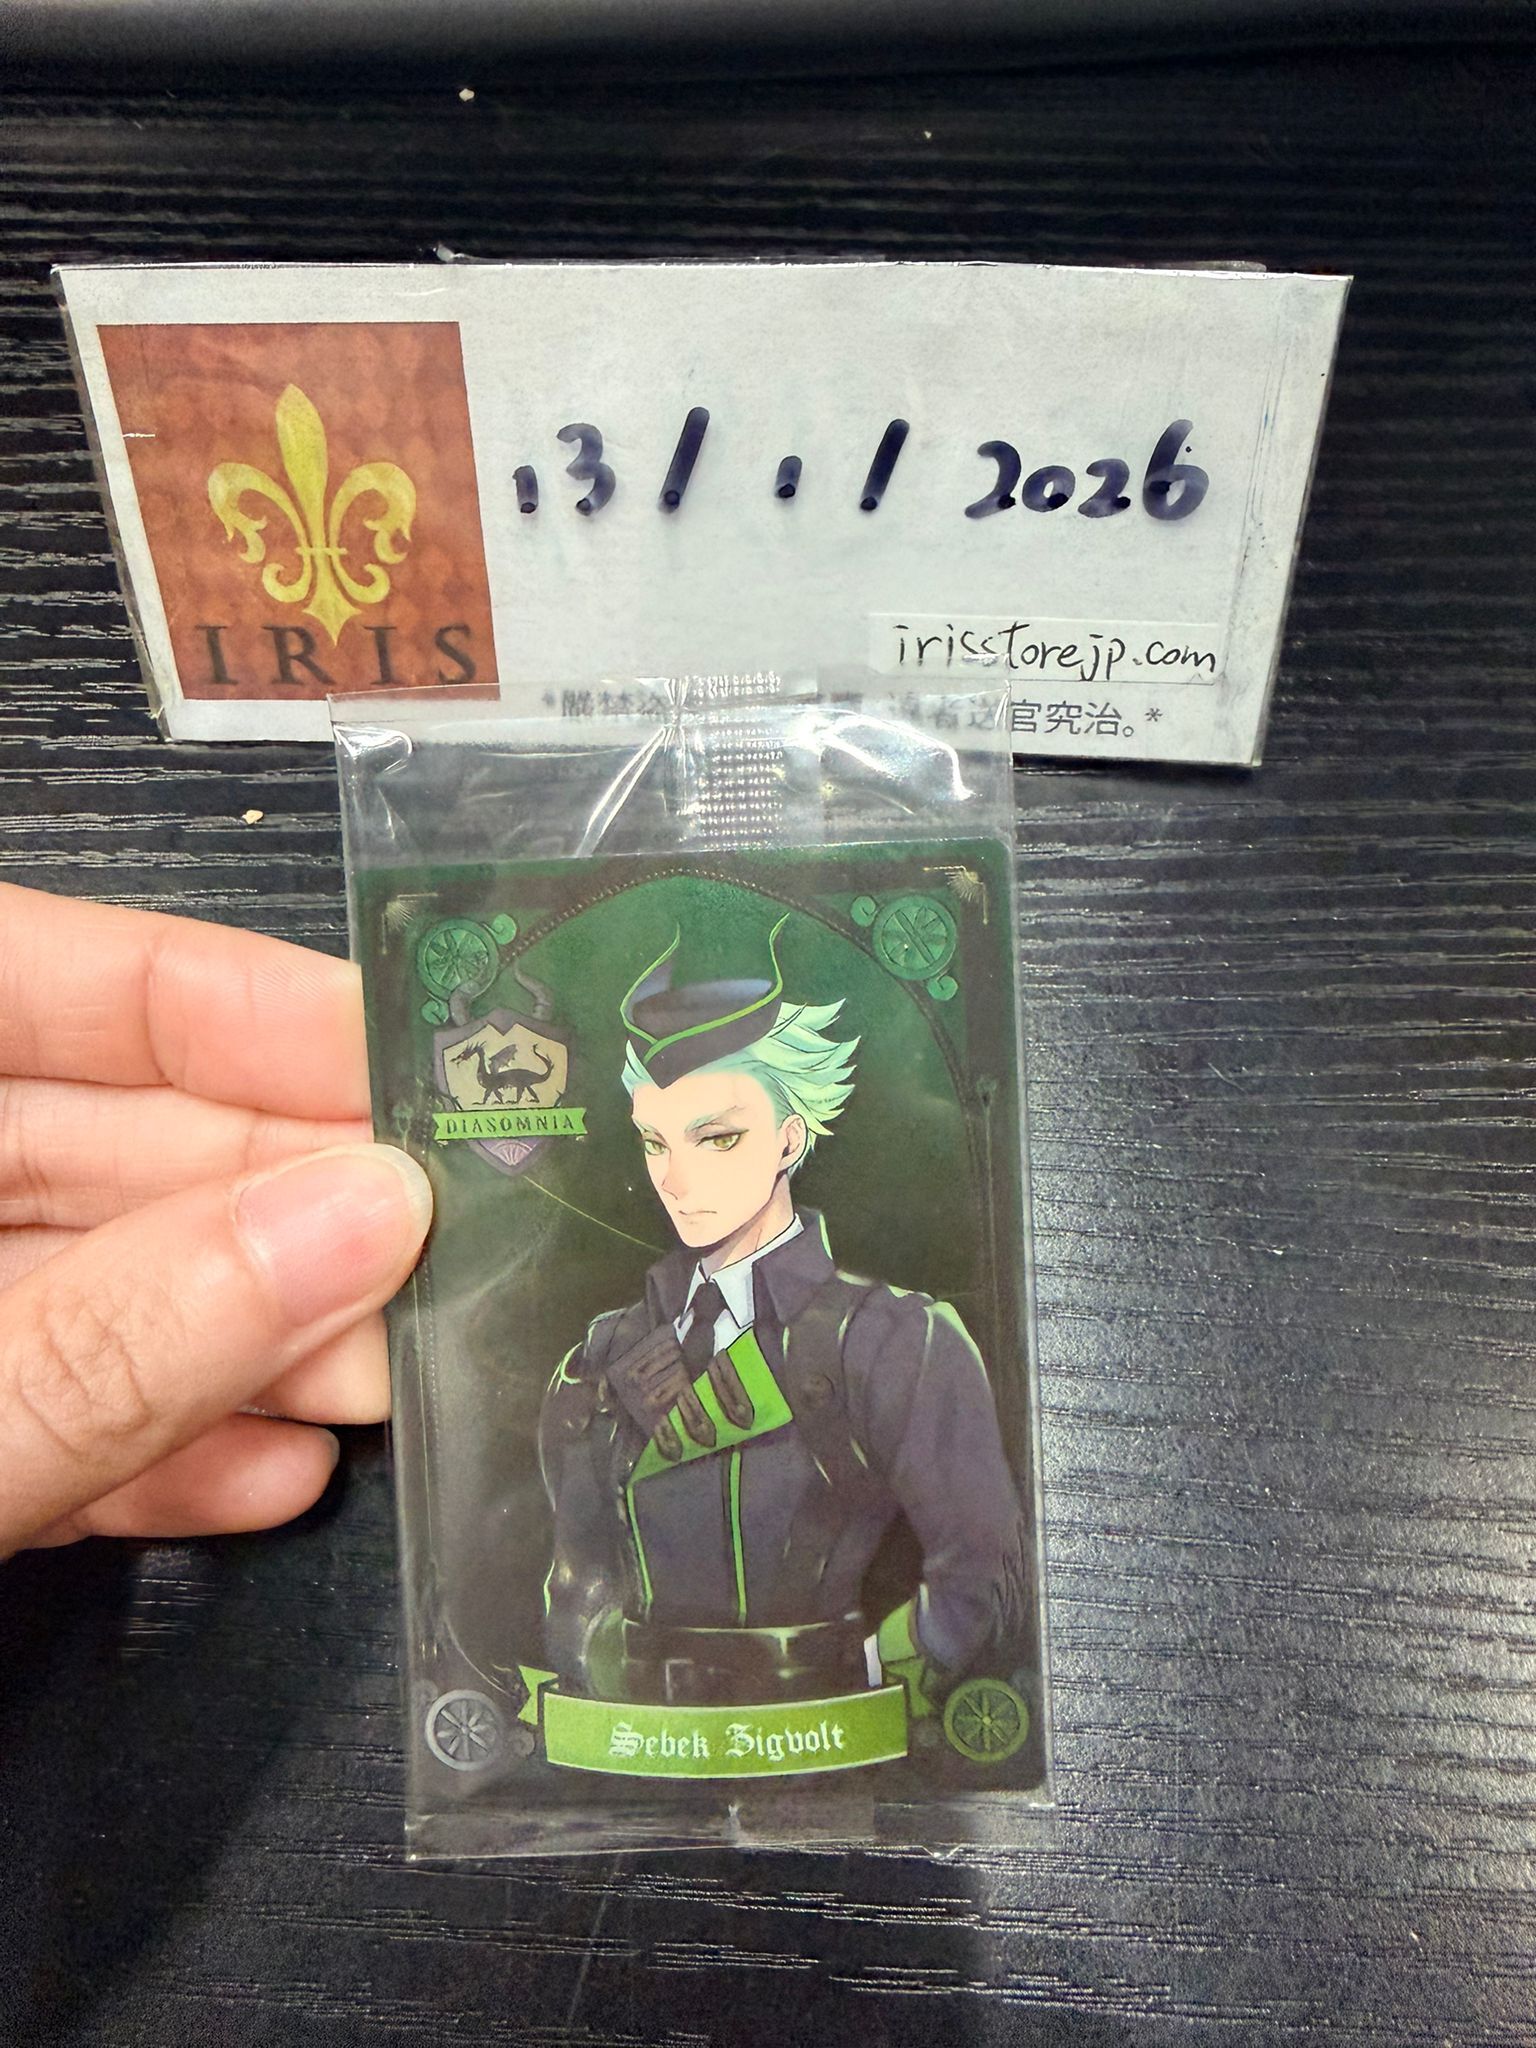 13/1/2026
IRIS
irisstorejp.com
官究治。*
DIASOMNIA
Sebek Zigvolt